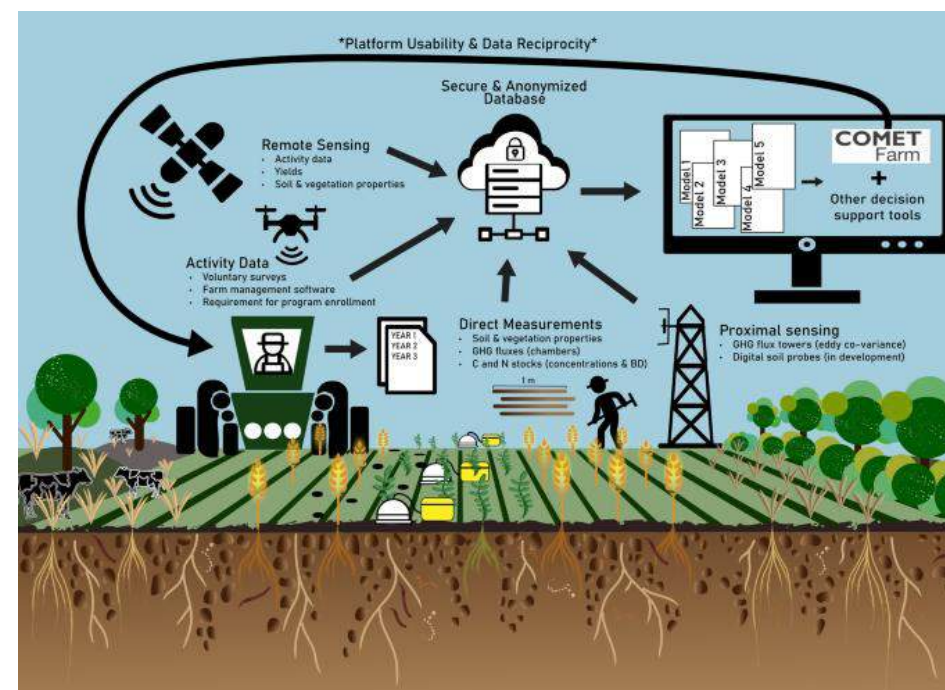 *Platform Usability & Data Reciprocity*
Secure & Anonymized
Database
Remote Sensing
· Activity data
· Yields
· Soil & vegetation properties
Model 1
Model 2
Model 3
Model 4
Model 5
COMET
Farm
+
Other decision
support tools
Activity Data
· Voluntary surveys
· Farm management software
· Requirement for program enrollment
YEAR 1
YEAR 2
YEAR 3
Direct Measurements
· Soil & vegetation properties
· GHG fluxes (chambers)
· C and N stocks (concentrations & BD)
1 m
Proximal sensing
· GHG flux towers (eddy co-variance)
· Digital soil probes (in development)